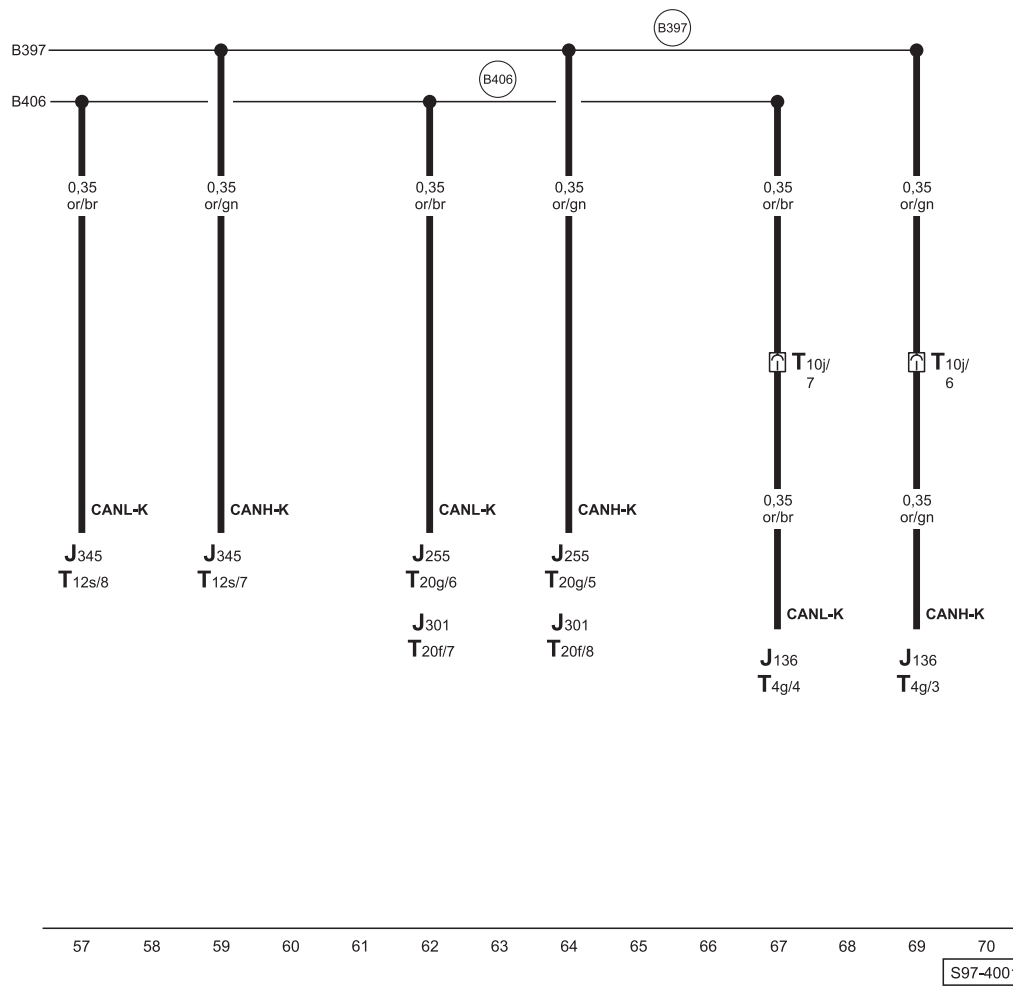 B397
B397
B406
B406
0,35 0,35 0,35 0,35 0,35 0,35
or/br or/gn or/br or/gn or/br or/gn
T10j/ T10j/
7 6
0,35 0,35
or/br or/gn
CANL-K CANH-K CANL-K CANH-K
J345 J345 J255 J255
T12s/8 T12s/7 T20g/6 T20g/5
CANL-K CANH-K
J301 J301
T20f/7 T20f/8
J136 J136
T4g/4 T4g/3
57 58 59 60 61 62 63 64 65 66 67 68 69 70
S97-4001